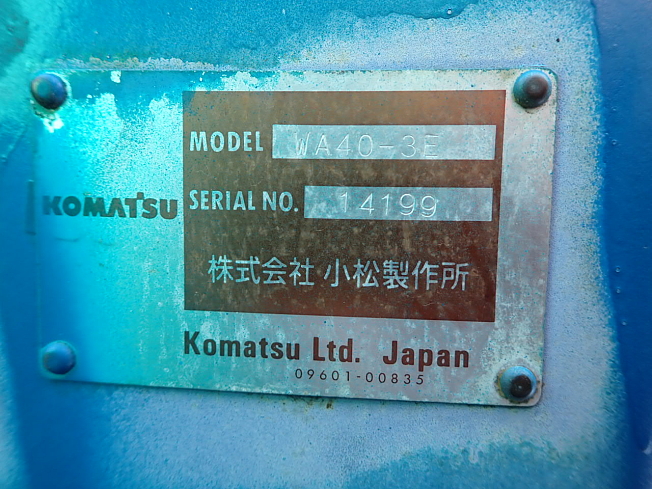 MODEL WA40-3E
KOMATSU
SERIAL NO. 14199
株式会社 小松製作所
Komatsu Ltd. Japan
09601-00835